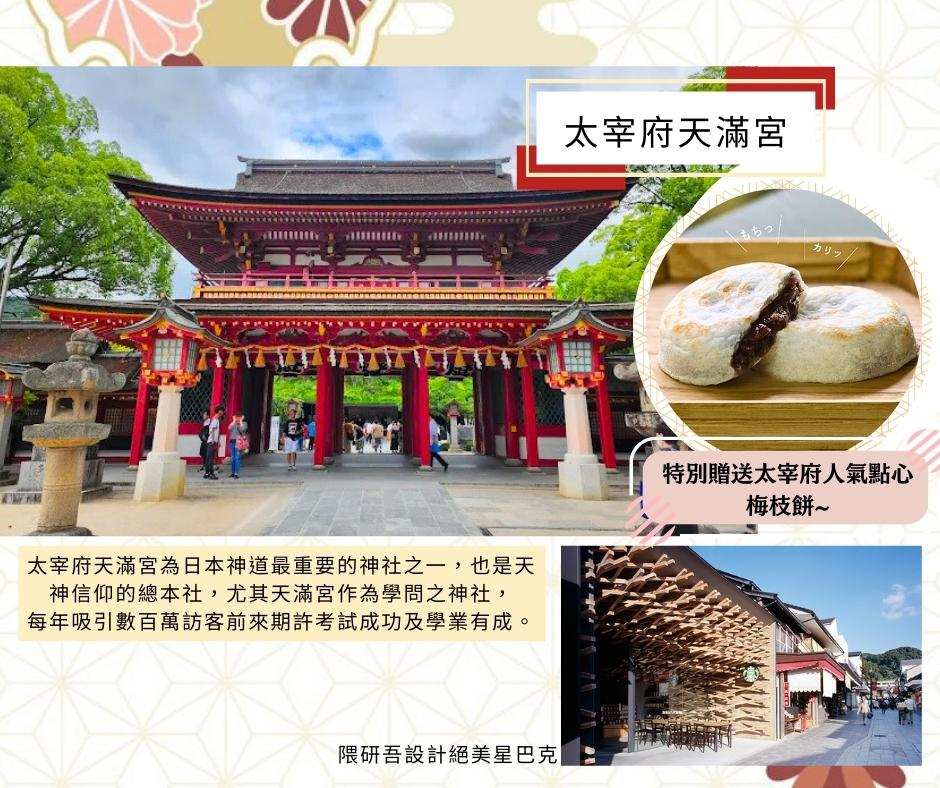 太宰府天滿宮
もちっ
カリッ
特別贈送太宰府人氣點心
梅枝餅~
太宰府天滿宮為日本神道最重要的神社之一，也是天
神信仰的總本社，尤其天滿宮作為學問之神社，
每年吸引數百萬訪客前來期許考試成功及學業有成。
隈研吾設計絕美星巴克